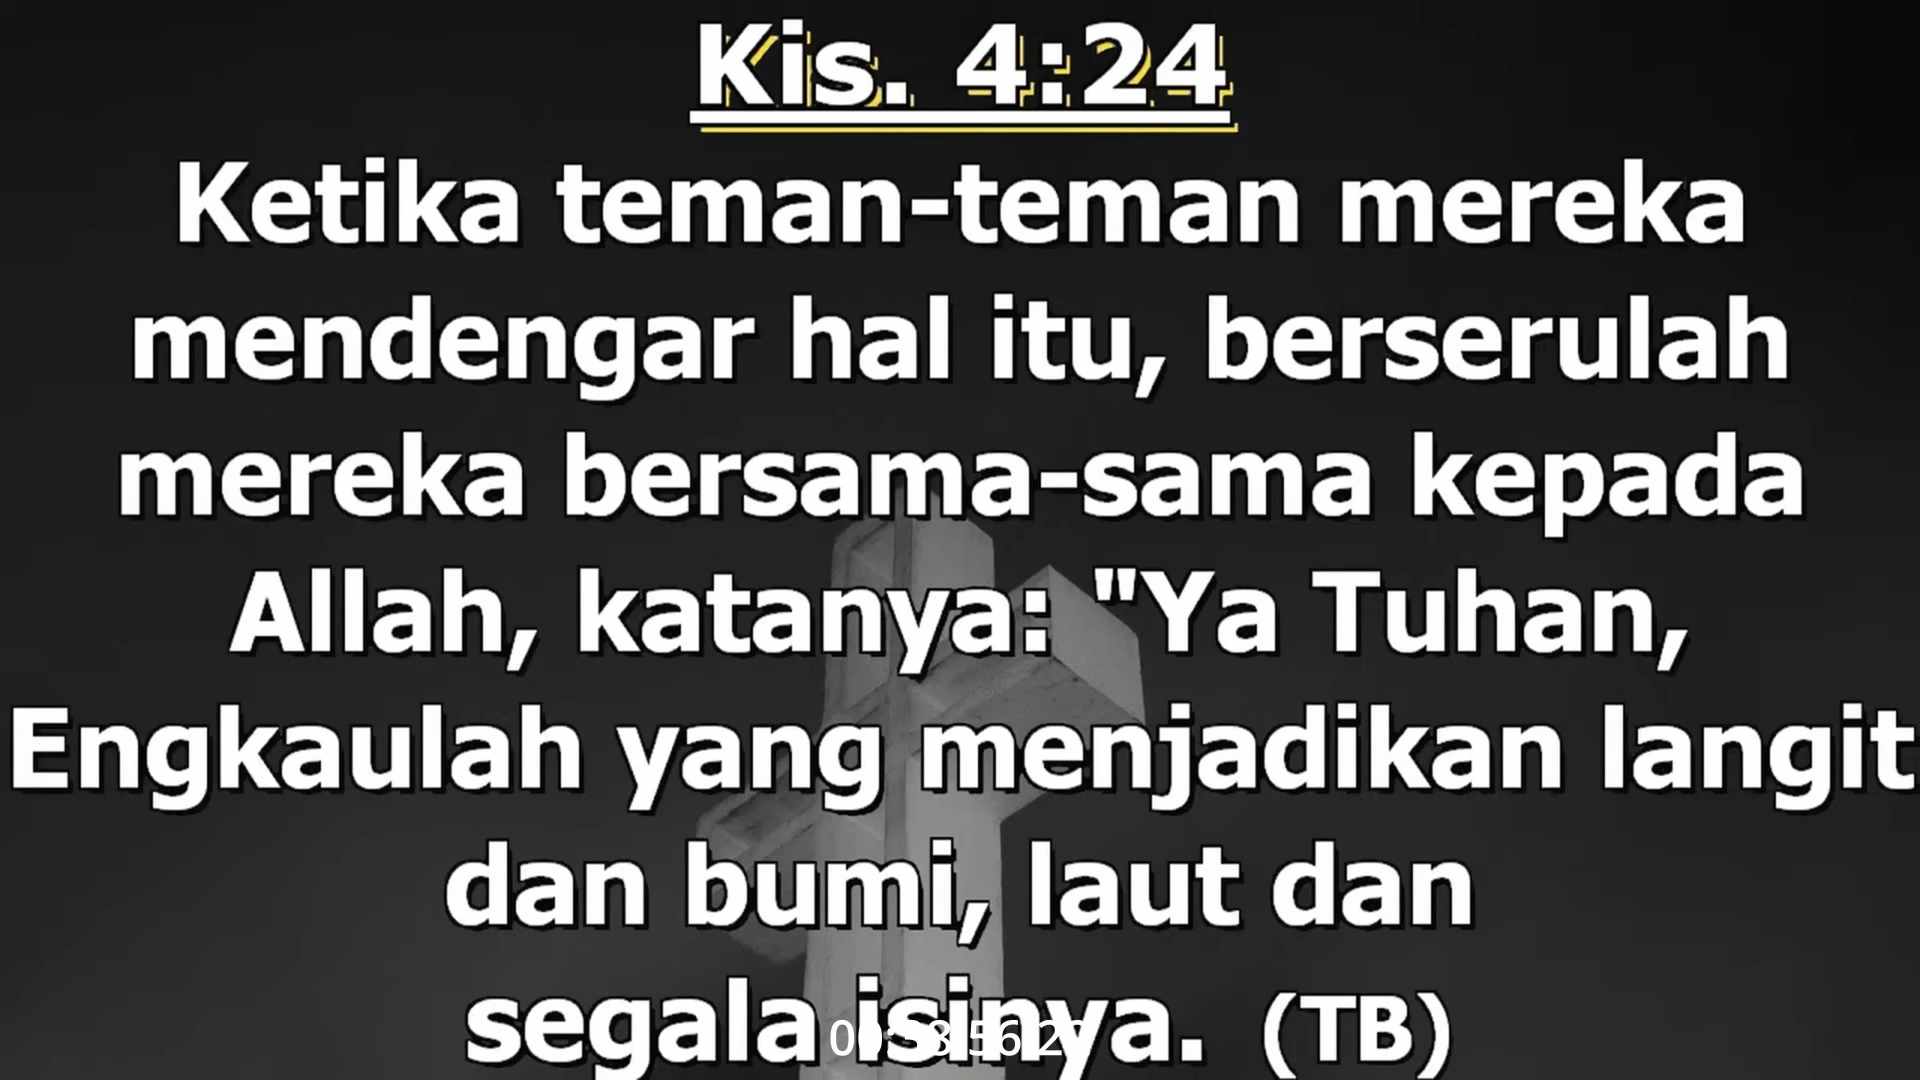 Kis. 4:24
Ketika teman-teman mereka
mendengar hal itu, berserulah
mereka bersama-sama kepada
Allah, katanya: "Ya Tuhan,
Engkaulah yang menjadikan langit
dan bumi, laut dan
segala isinya. (TB)